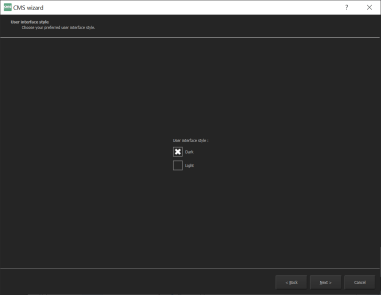 CMS wizard
User interface style:
Choose your preferred user interface style.
User interface style :
Dark
Light
< Back
Next >
Cancel